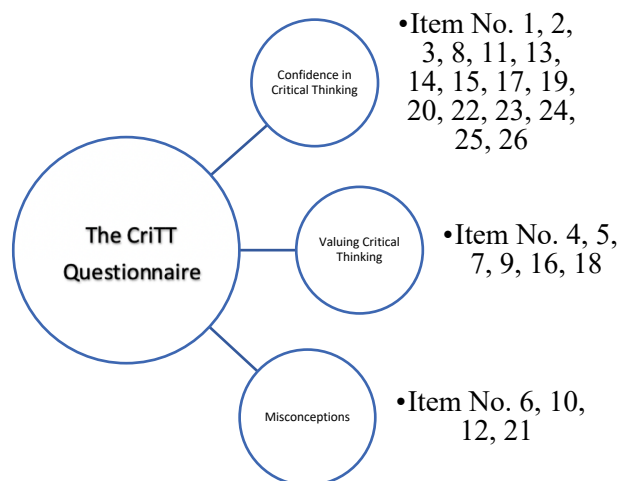 The CriTT
Questionnaire
Confidence in
Critical Thinking
•Item No. 1, 2,
3, 8, 11, 13,
14, 15, 17, 19,
20, 22, 23, 24,
25, 26
Valuing Critical
Thinking
•Item No. 4, 5,
7, 9, 16, 18
Misconceptions
•Item No. 6, 10,
12, 21